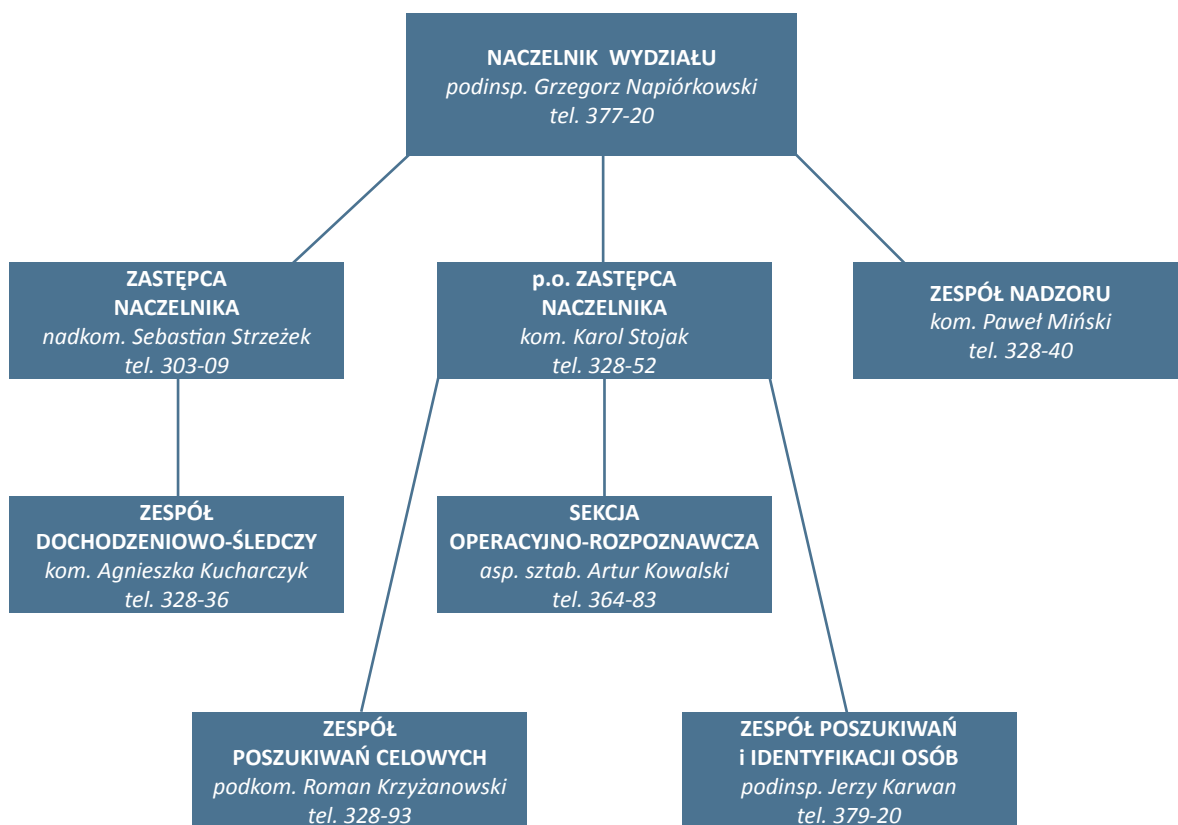 NACZELNIK  WYDZIAŁU
podinsp. Grzegorz Napiórkowski
tel. 377-20
ZASTĘPCA
NACZELNIKA
nadkom. Sebastian Strzeżek
tel. 303-09
p.o. ZASTĘPCA
NACZELNIKA
kom. Karol Stojak
tel. 328-52
ZESPÓŁ NADZORU
kom. Paweł Miński
tel. 328-40
ZESPÓŁ
DOCHODZENIOWO-ŚLEDCZY
kom. Agnieszka Kucharczyk
tel. 328-36
SEKCJA
OPERACYJNO-ROZPOZNAWCZA
asp. sztab. Artur Kowalski
tel. 364-83
ZESPÓŁ
POSZUKIWAŃ CELOWYCH
podkom. Roman Krzyżanowski
tel. 328-93
ZESPÓŁ POSZUKIWAŃ
i IDENTYFIKACJI OSÓB
podinsp. Jerzy Karwan
tel. 379-20